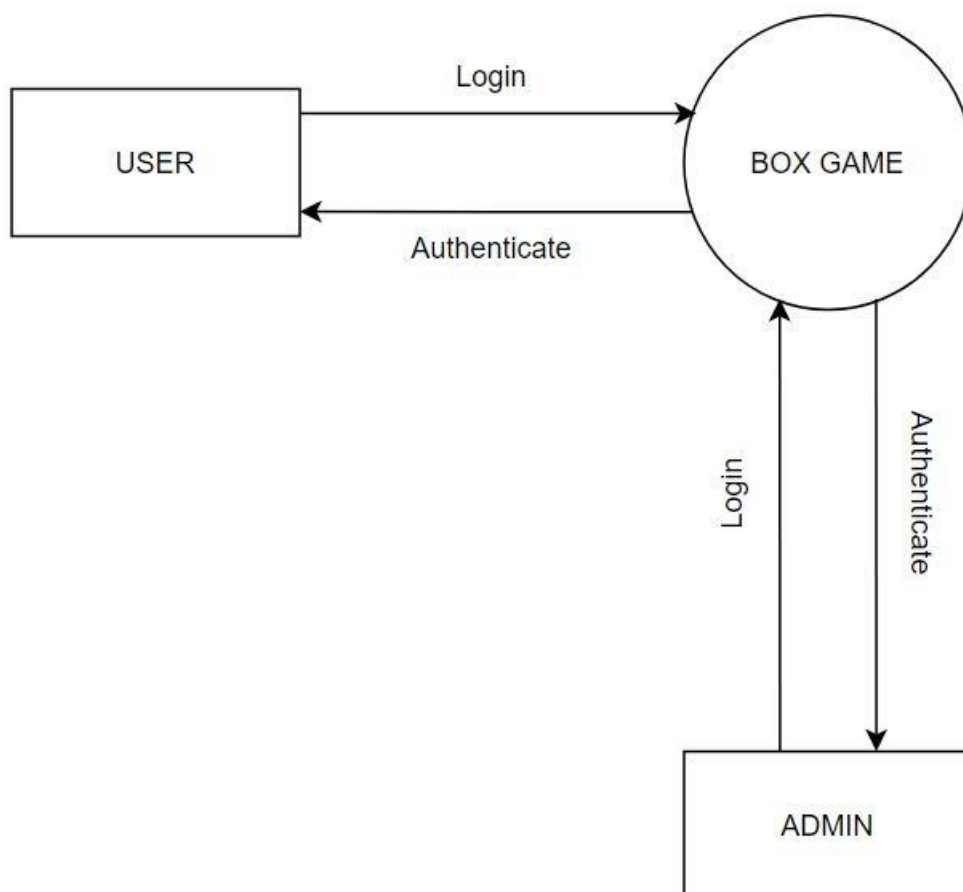 Login
USER
BOX GAME
Authenticate
Login
Authenticate
ADMIN